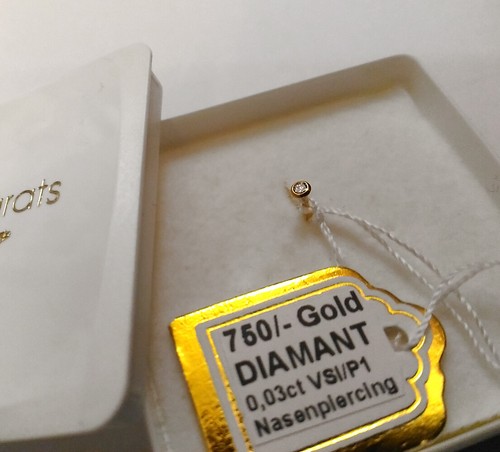 rats
750/- Gold
DIAMANT
0,03ct VSI/P1
Nasenpiercing